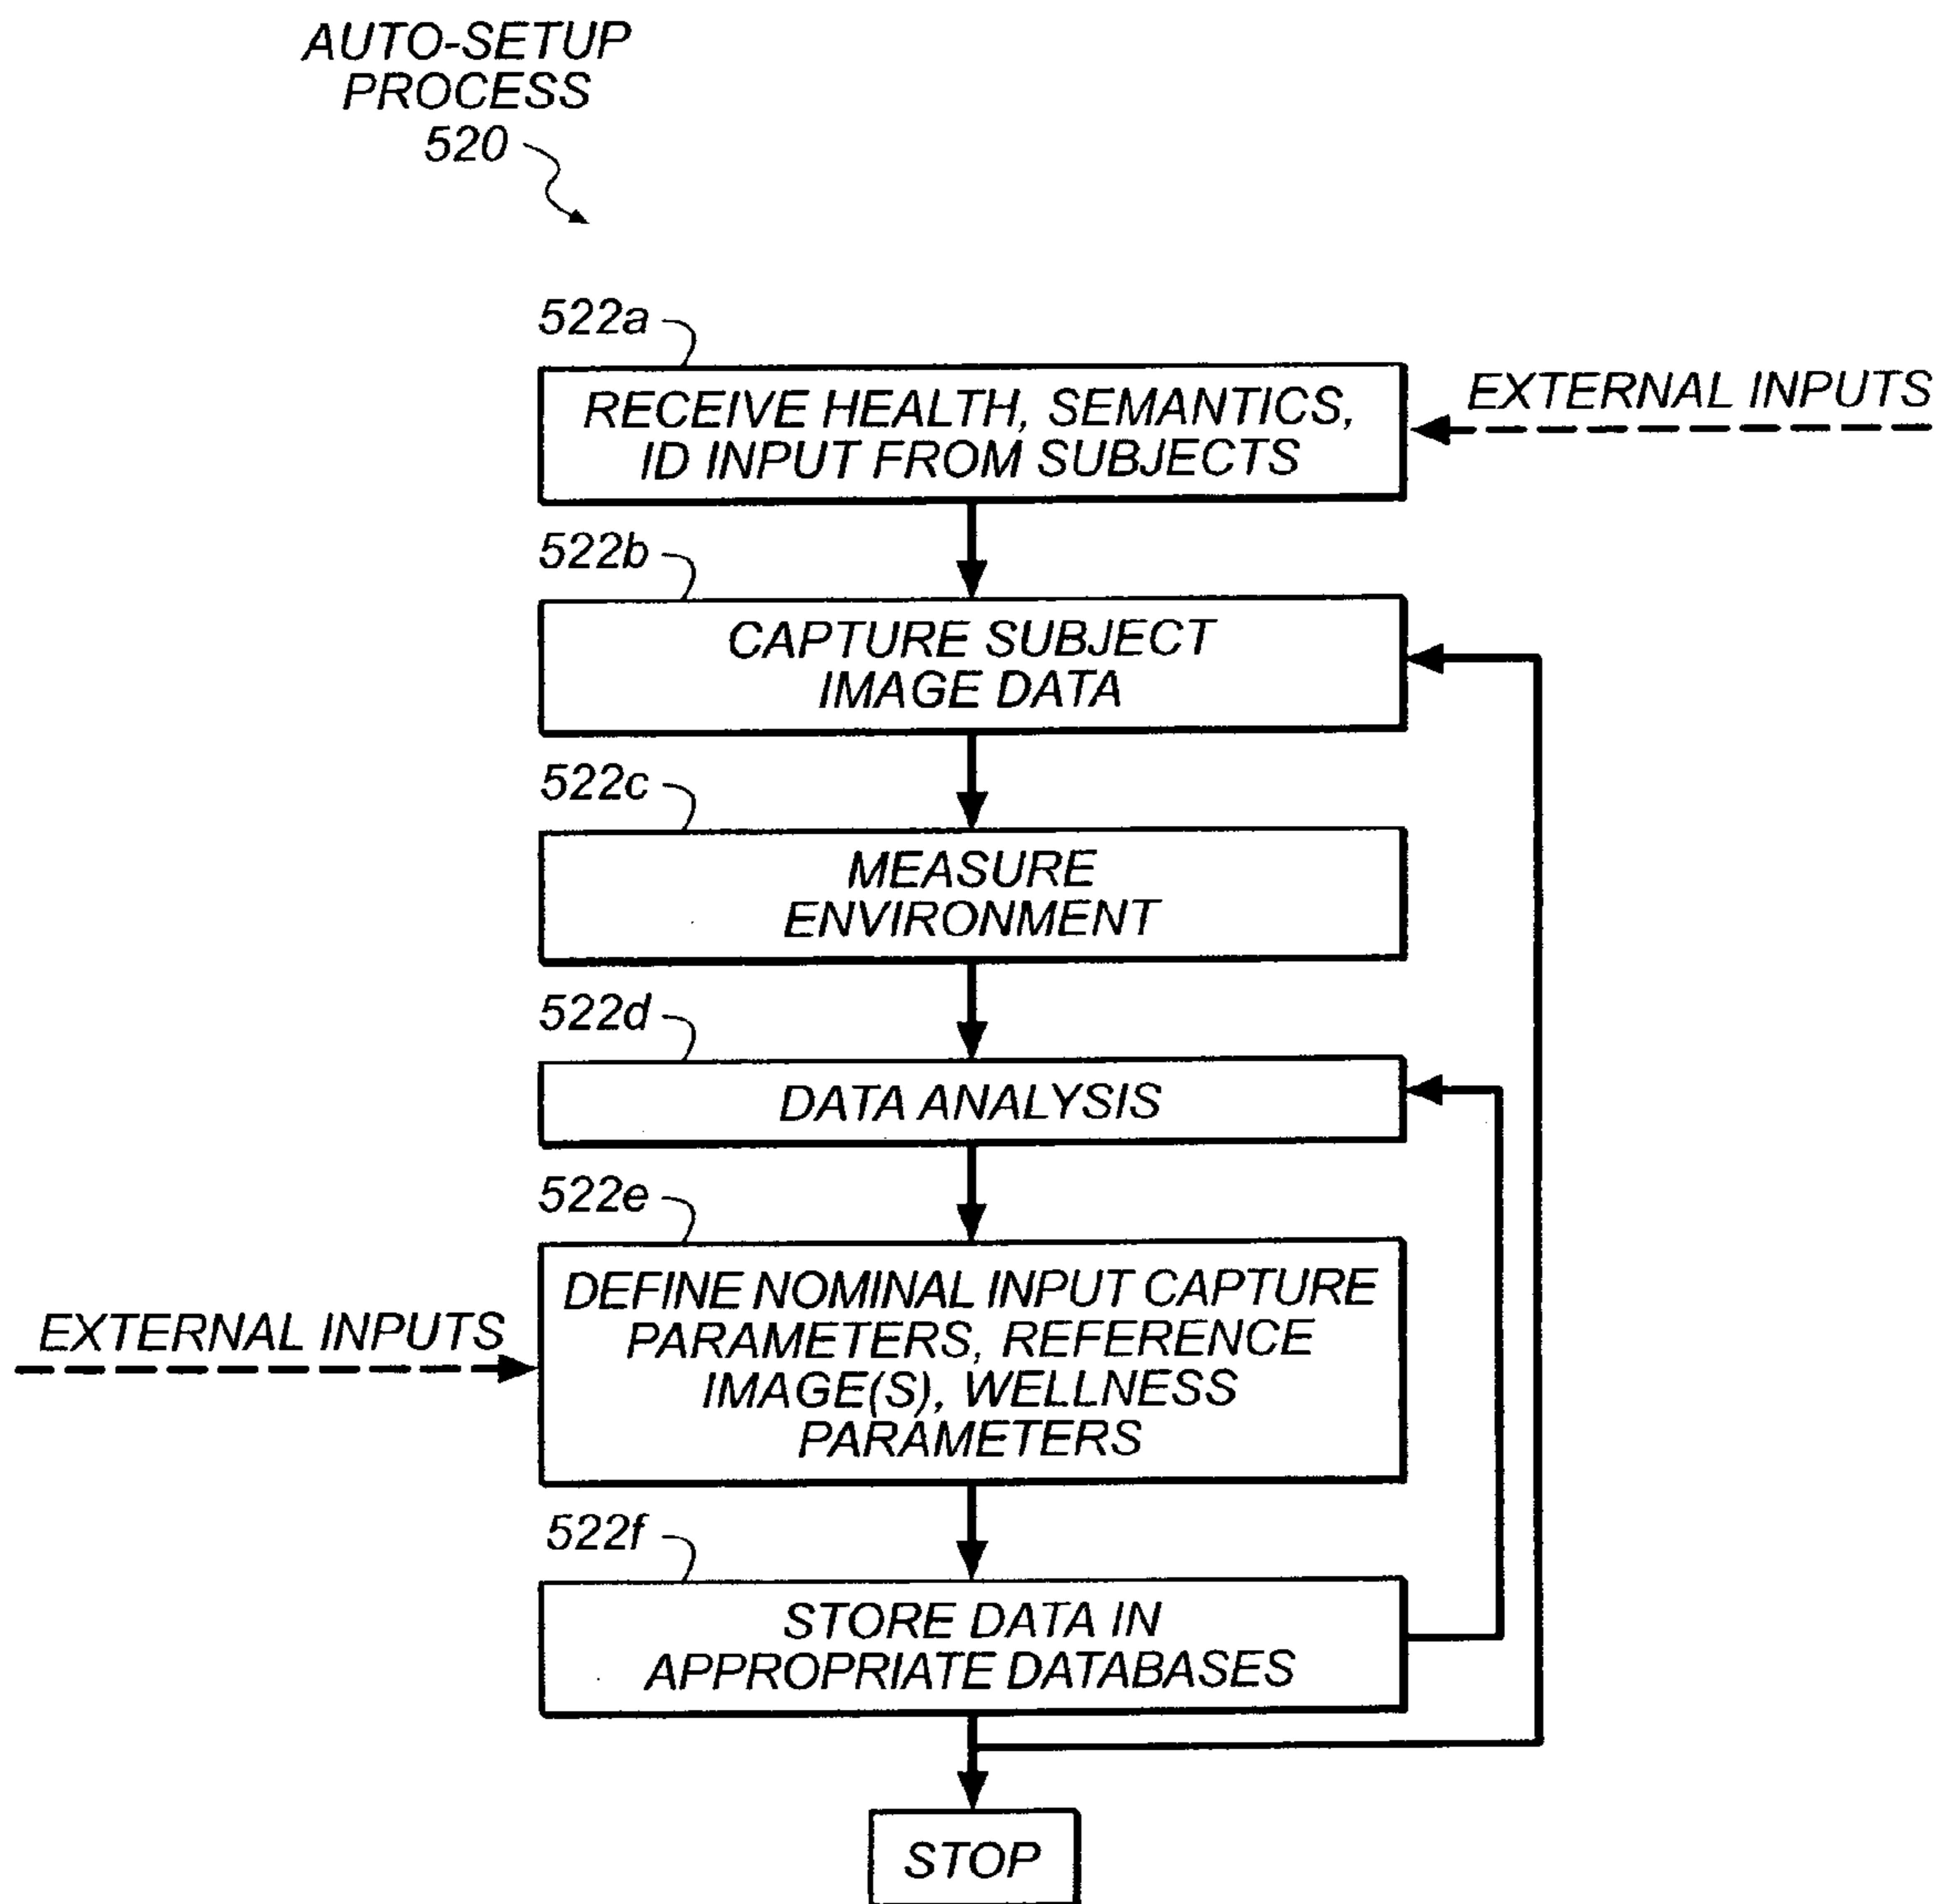 AUTO-SETUP
PROCESS
520
522a
RECEIVE HEALTH, SEMANTICS,
ID INPUT FROM SUBJECTS
EXTERNAL INPUTS
522b
CAPTURE SUBJECT
IMAGE DATA
522c
MEASURE
ENVIRONMENT
522d
DATA ANALYSIS
522e
DEFINE NOMINAL INPUT CAPTURE
PARAMETERS, REFERENCE
IMAGE(S), WELLNESS
PARAMETERS
EXTERNAL INPUTS
522f
STORE DATA IN
APPROPRIATE DATABASES
STOP